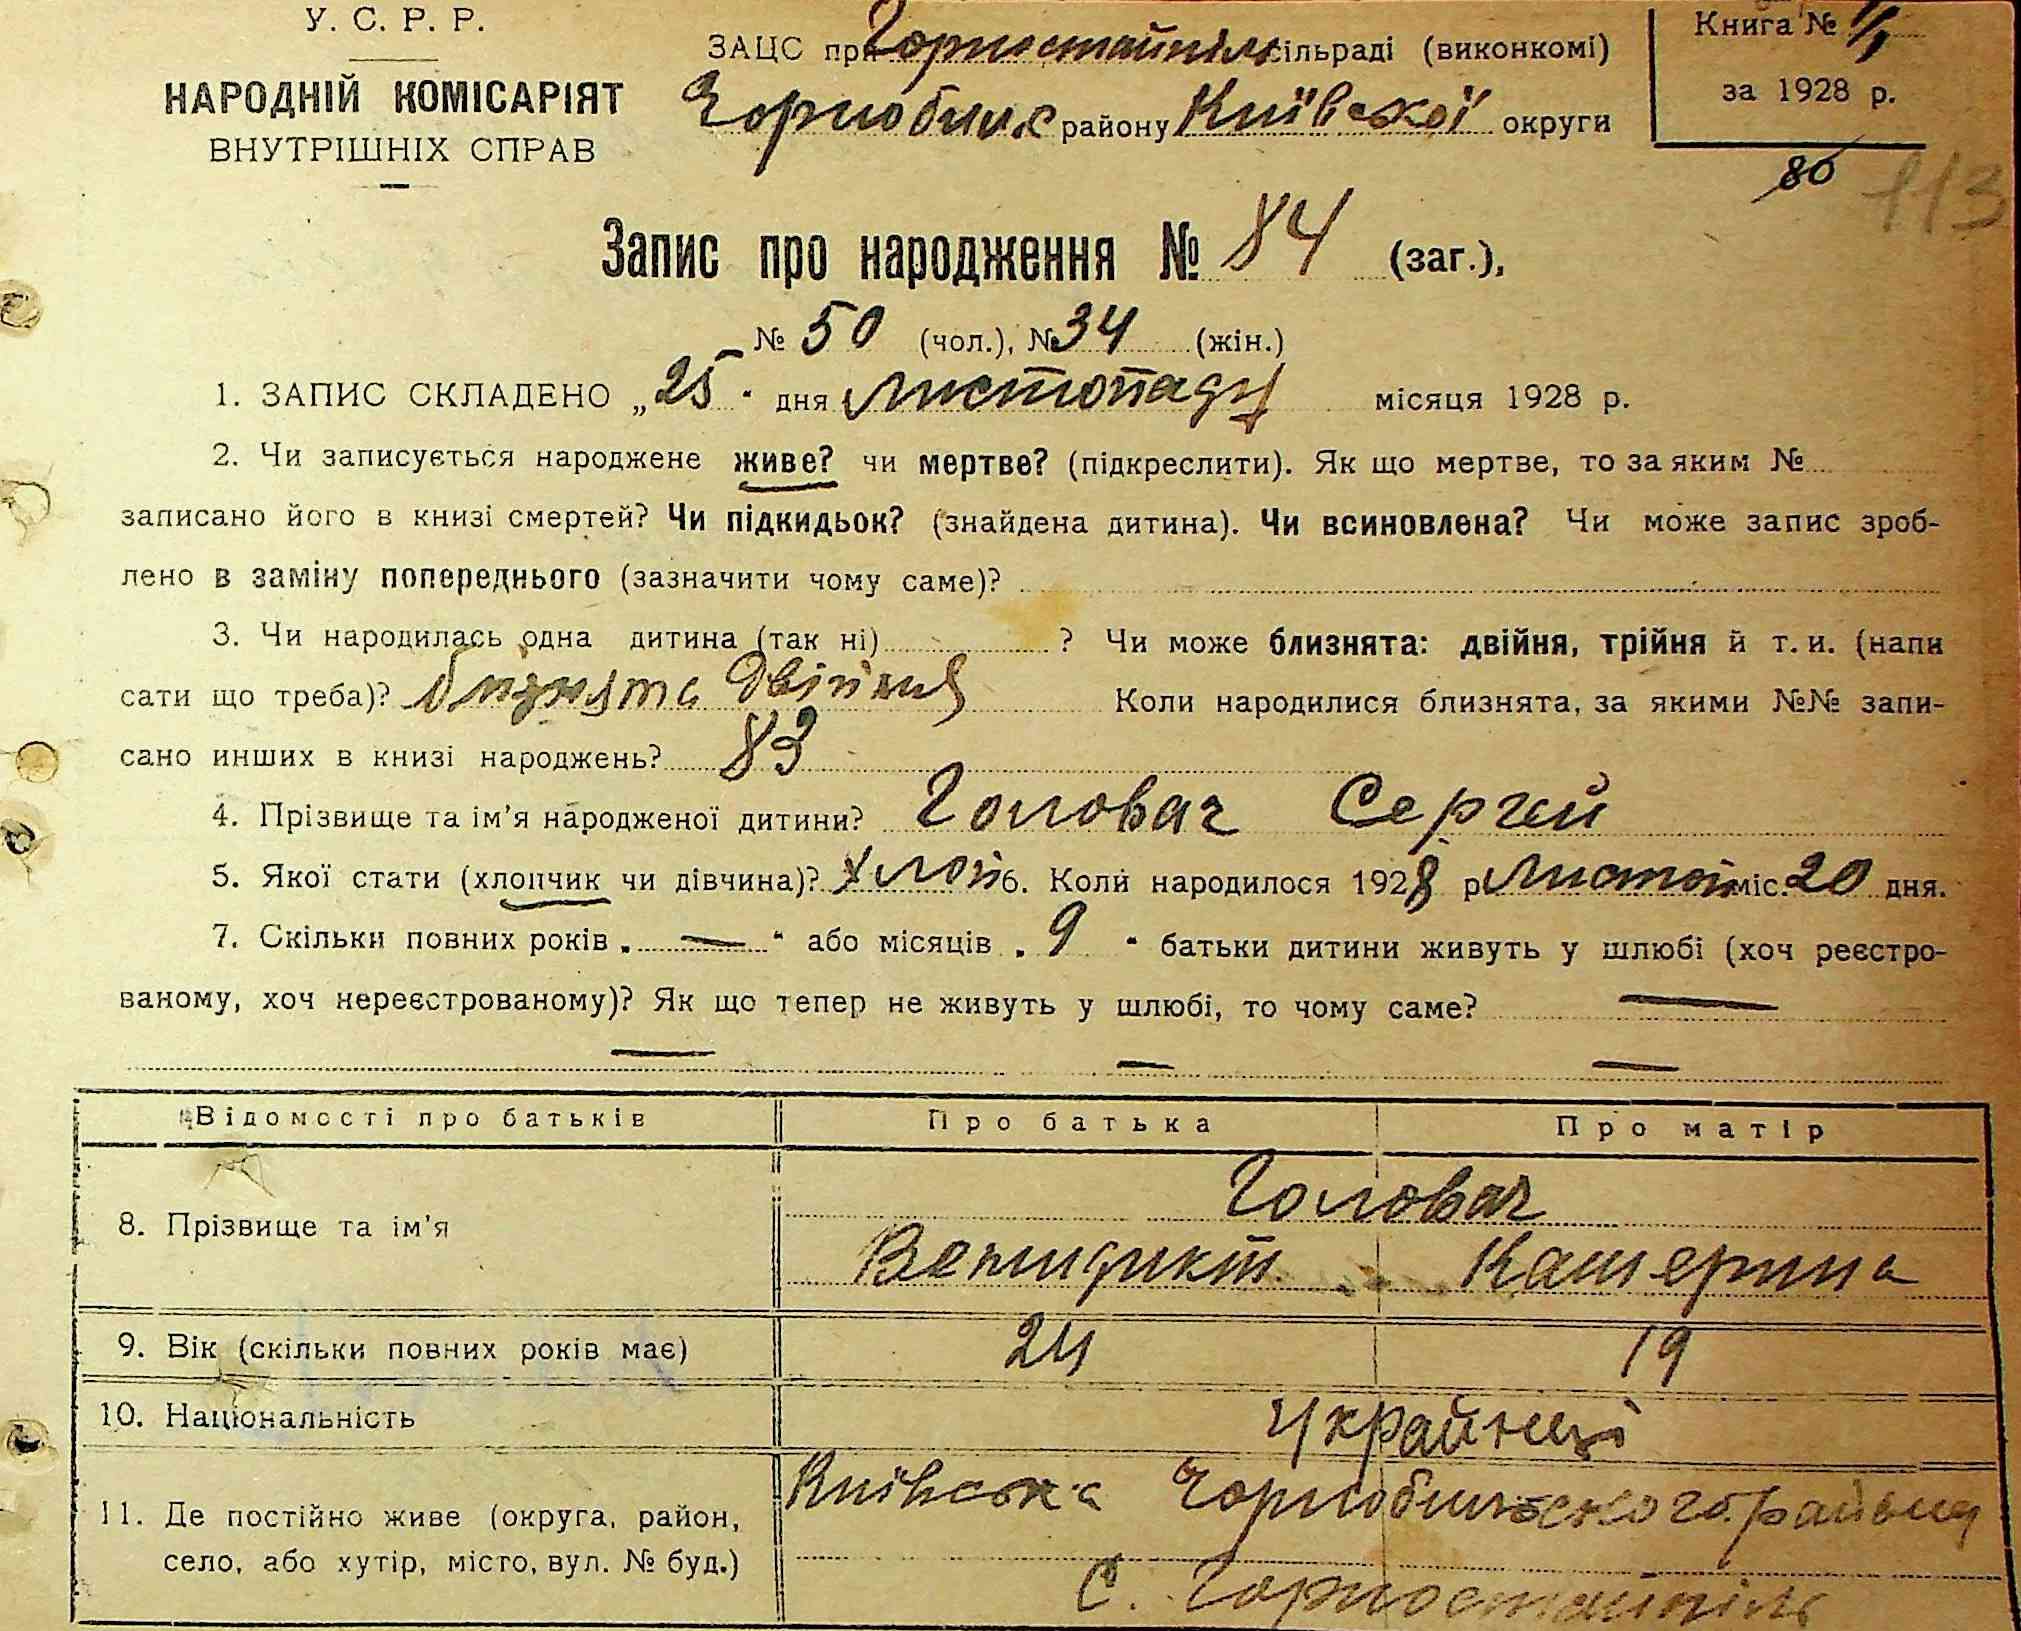 У. С. Р. Р.
НАРОДНІЙ КОМІСАРІЯТ
ВНУТРІШНІХ СПРАВ
ЗАЦС при Горностайпіль сільраді (виконкомі)
Чорнобильс району Київської округи
Книга №
за 1928 р.
80 113
Запис про народження № 84 (заг.),
№ 50 (чол.), № 34 (жін.)
1. ЗАПИС СКЛАДЕНО „25" дня листопаду місяця 1928 р.
2. Чи записується народжене живе? чи мертве? (підкреслити). Як що мертве, то за яким №
записано його в книзі смертей? Чи підкидьок? (знайдена дитина). Чи всиновлена? Чи може запис зроб-
лено в заміну попереднього (зазначити чому саме)?
3. Чи народилась одна дитина (так ні) ? Чи може близнята: двійня, трійня й т. и. (напи
сати що треба)? близнята двійня Коли народилися близнята, за якими №№ запи-
сано инших в книзі народжень? 83
4. Прізвище та ім'я народженої дитини? Головач Сергей
5. Якої стати (хлопчик чи дівчина)? хлоп 6. Коли народилося 1928 р листоп міс. 20 дня.
7. Скільки повних років „—" або місяців „9" батьки дитини живуть у шлюбі (хоч реєстро-
ваному, хоч нереєстрованому)? Як що тепер не живуть у шлюбі, то чому саме? —
— — —
Відомості про батьків Про батька Про матір
8. Прізвище та ім'я Головач
Венидикт Катерина
9. Вік (скільки повних років має) 24 19
10. Національність Українці
11. Де постійно живе (округа, район, Київська Чорнобильского району
село, або хутір, місто, вул. № буд.) С. Горностайпіль